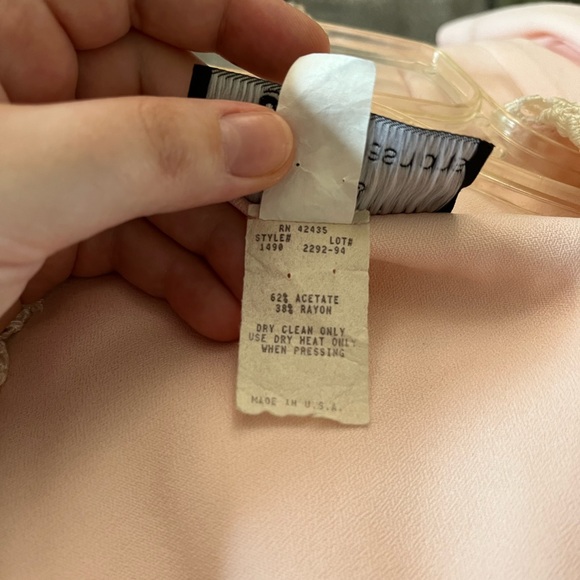 RN 42435
STYLE# LOT#
1490 2292-94
62% ACETATE
38% RAYON
DRY CLEAN ONLY
USE DRY HEAT ONLY
WHEN PRESSING
MADE IN U.S.A.